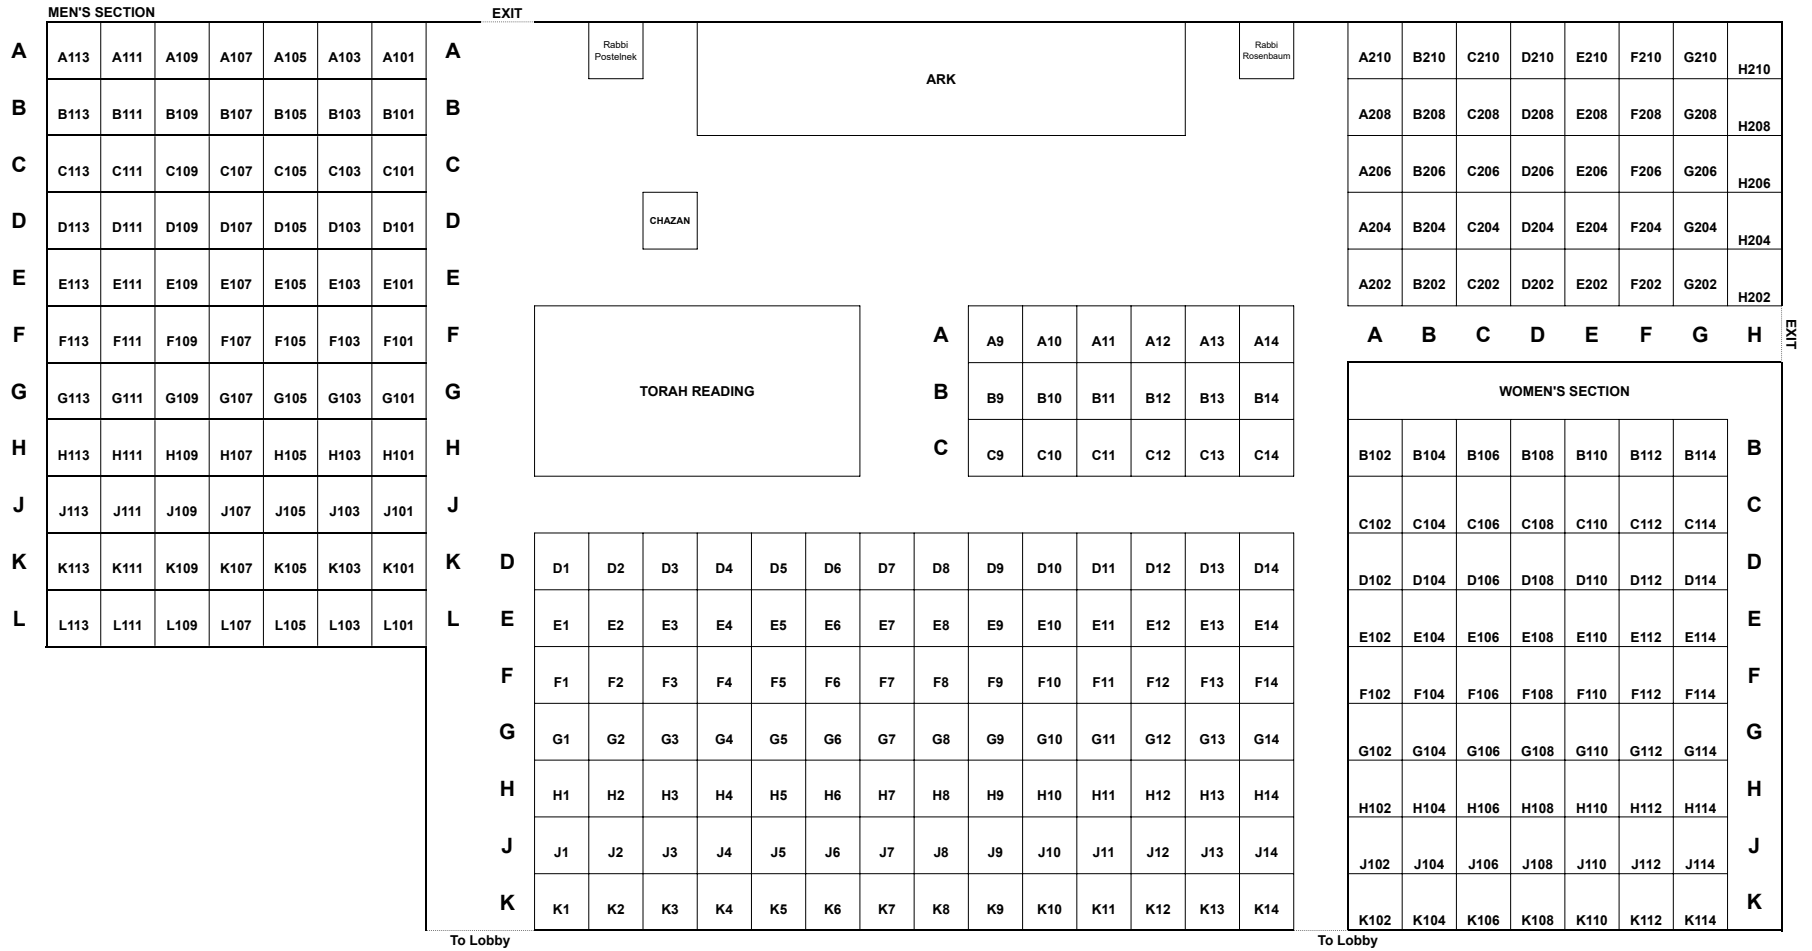 MEN'S SECTION EXIT
A A113 A111 A109 A107 A105 A103 A101 A
B B113 B111 B109 B107 B105 B103 B101 B
C C113 C111 C109 C107 C105 C103 C101 C
D D113 D111 D109 D107 D105 D103 D101 D
E E113 E111 E109 E107 E105 E103 E101 E
F F113 F111 F109 F107 F105 F103 F101 F
G G113 G111 G109 G107 G105 G103 G101 G
H H113 H111 H109 H107 H105 H103 H101 H
J J113 J111 J109 J107 J105 J103 J101 J
K K113 K111 K109 K107 K105 K103 K101 K
L L113 L111 L109 L107 L105 L103 L101 L
Rabbi
Postelnek
ARK
Rabbi
Rosenbaum
CHAZAN
TORAH READING
A A9 A10 A11 A12 A13 A14
B B9 B10 B11 B12 B13 B14
C C9 C10 C11 C12 C13 C14
D D1 D2 D3 D4 D5 D6 D7 D8 D9 D10 D11 D12 D13 D14
E E1 E2 E3 E4 E5 E6 E7 E8 E9 E10 E11 E12 E13 E14
F F1 F2 F3 F4 F5 F6 F7 F8 F9 F10 F11 F12 F13 F14
G G1 G2 G3 G4 G5 G6 G7 G8 G9 G10 G11 G12 G13 G14
H H1 H2 H3 H4 H5 H6 H7 H8 H9 H10 H11 H12 H13 H14
J J1 J2 J3 J4 J5 J6 J7 J8 J9 J10 J11 J12 J13 J14
K K1 K2 K3 K4 K5 K6 K7 K8 K9 K10 K11 K12 K13 K14
A210 B210 C210 D210 E210 F210 G210 H210
A208 B208 C208 D208 E208 F208 G208 H208
A206 B206 C206 D206 E206 F206 G206 H206
A204 B204 C204 D204 E204 F204 G204 H204
A202 B202 C202 D202 E202 F202 G202 H202
A B C D E F G H EXIT
WOMEN'S SECTION
B102 B104 B106 B108 B110 B112 B114 B
C102 C104 C106 C108 C110 C112 C114 C
D102 D104 D106 D108 D110 D112 D114 D
E102 E104 E106 E108 E110 E112 E114 E
F102 F104 F106 F108 F110 F112 F114 F
G102 G104 G106 G108 G110 G112 G114 G
H102 H104 H106 H108 H110 H112 H114 H
J102 J104 J106 J108 J110 J112 J114 J
K102 K104 K106 K108 K110 K112 K114 K
To Lobby To Lobby